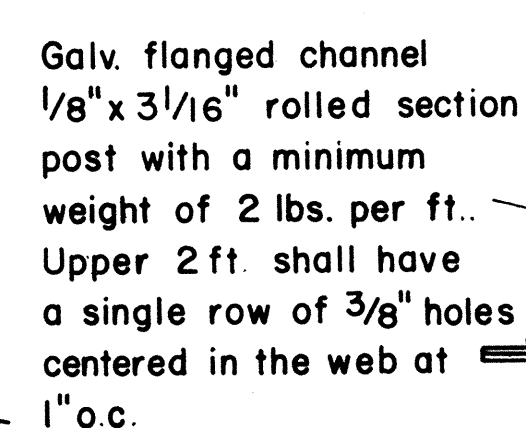 Galv. flanged channel
1/8" x 3 1/16" rolled section
post with a minimum
weight of 2 lbs. per ft..
Upper 2 ft. shall have
a single row of 3/8" holes
centered in the web at
1" o.c.